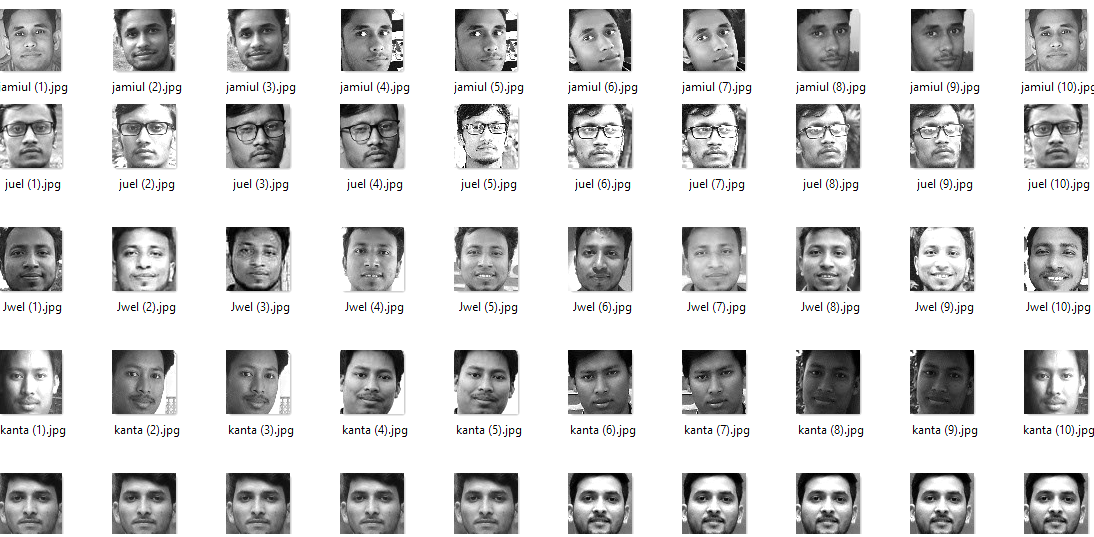 jamiul (1).jpg jamiul (2).jpg jamiul (3).jpg jamiul (4).jpg jamiul (5).jpg jamiul (6).jpg jamiul (7).jpg jamiul (8).jpg jamiul (9).jpg jamiul (10).jpg
juel (1).jpg juel (2).jpg juel (3).jpg juel (4).jpg juel (5).jpg juel (6).jpg juel (7).jpg juel (8).jpg juel (9).jpg juel (10).jpg
Jwel (1).jpg Jwel (2).jpg Jwel (3).jpg Jwel (4).jpg Jwel (5).jpg Jwel (6).jpg Jwel (7).jpg Jwel (8).jpg Jwel (9).jpg Jwel (10).jpg
kanta (1).jpg kanta (2).jpg kanta (3).jpg kanta (4).jpg kanta (5).jpg kanta (6).jpg kanta (7).jpg kanta (8).jpg kanta (9).jpg kanta (10).jpg